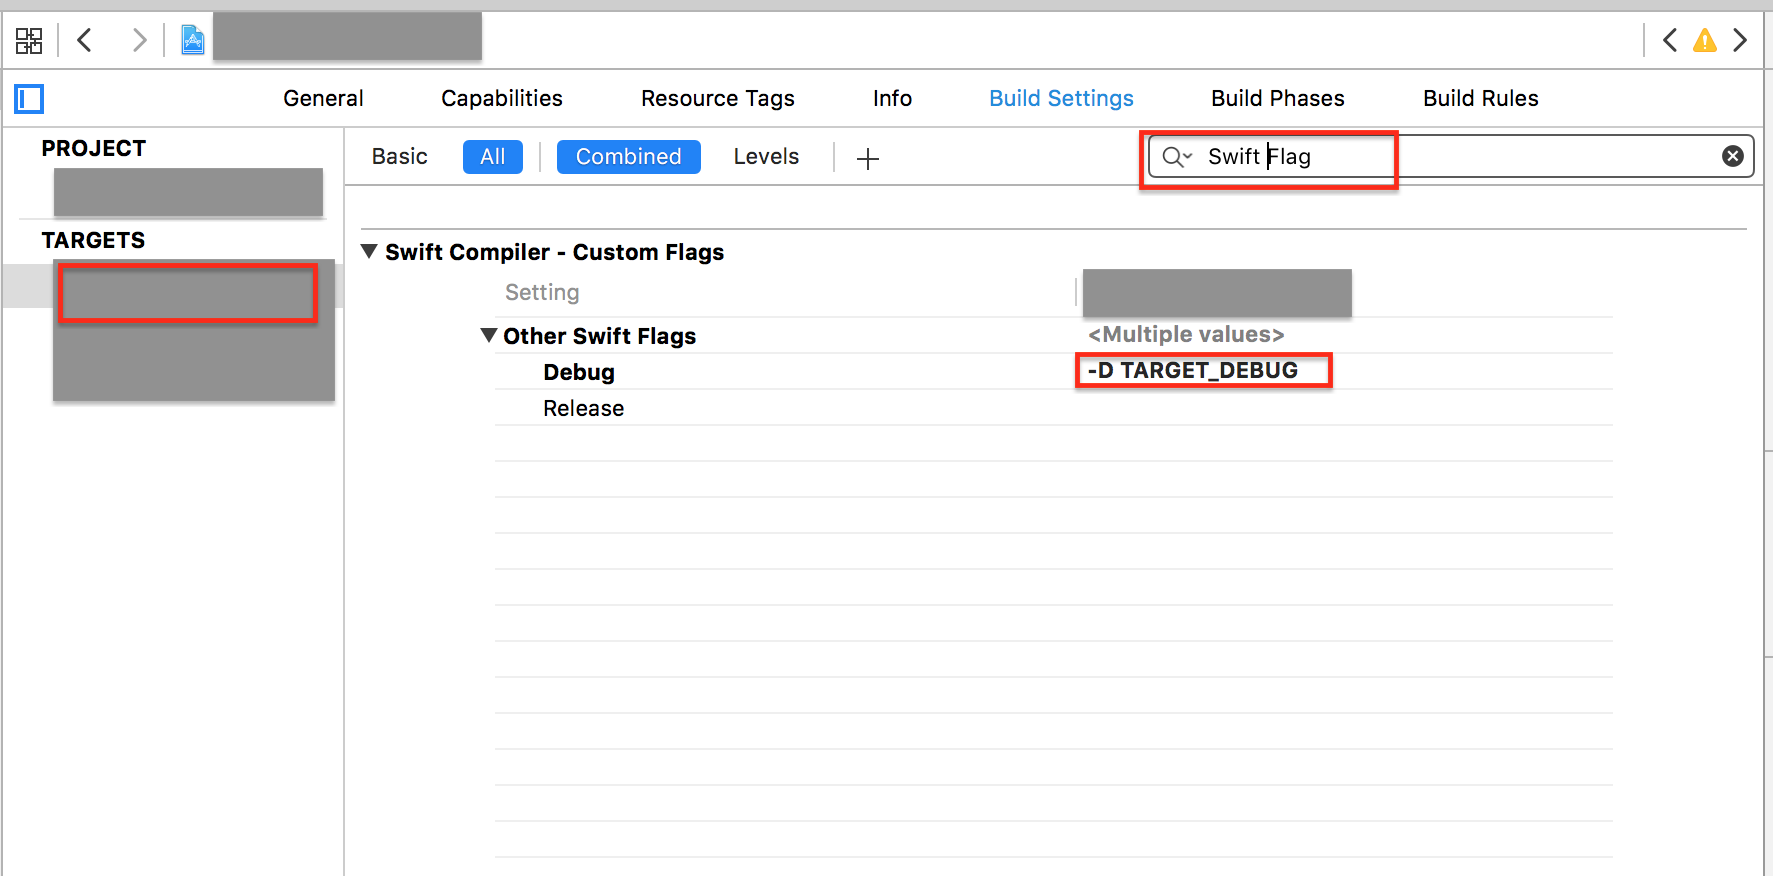 General Capabilities Resource Tags Info Build Settings Build Phases Build Rules
PROJECT
TARGETS
Basic All Combined Levels Swift Flag
Swift Compiler - Custom Flags
Setting
Other Swift Flags <Multiple values>
Debug -D TARGET_DEBUG
Release